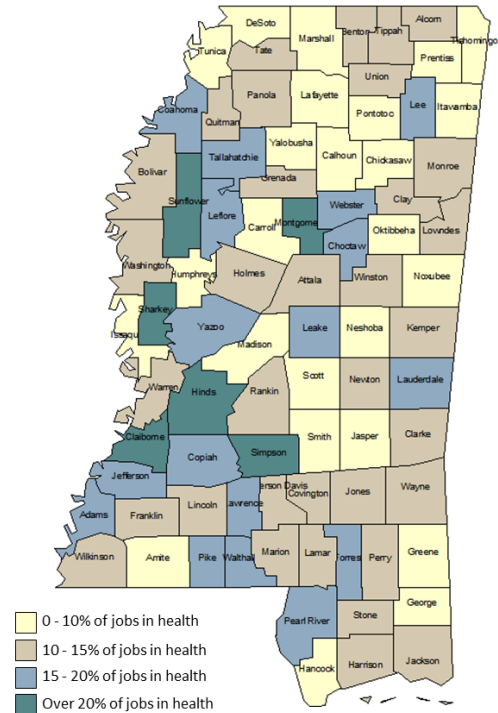 Alcorn
DeSoto
Marshall
Benton
Tippah
Tishomingo
Tunica
Tate
Prentiss
Union
Panola
Lafayette
Lee
Itawamba
Coahoma
Quitman
Pontotoc
Yalobusha
Tallahatchie
Calhoun
Chickasaw
Monroe
Bolivar
Grenada
Sunflower
Webster
Clay
Leflore
Montgome
Carroll
Oktibbeha
Lowndes
Choctaw
Washington
Humphreys
Holmes
Attala
Winston
Noxubee
Sharkey
Issaqu
Yazoo
Leake
Neshoba
Kemper
Madison
Scott
Newton
Lauderdale
Warren
Hinds
Rankin
Claiborne
Simpson
Smith
Jasper
Clarke
Copiah
Jefferson
erson Davis
Covington
Jones
Wayne
Lawrence
Lincoln
Adams
Franklin
Wilkinson
Amite
Pike
Walthal
Marion
Lamar
Forres
Perry
Greene
Pearl River
Stone
George
Hancock
Harrison
Jackson
0 - 10% of jobs in health
10 - 15% of jobs in health
15 - 20% of jobs in health
Over 20% of jobs in health